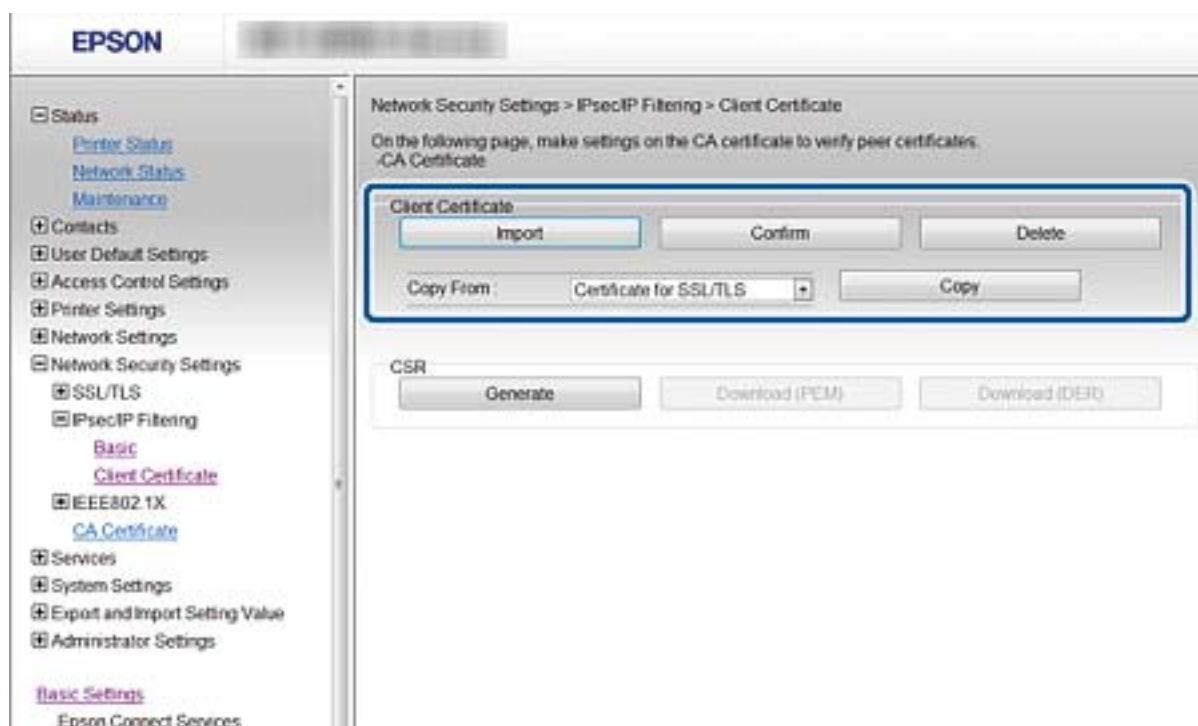 EPSON
Status
Printer Status
Network Status
Maintenance
Contacts
User Default Settings
Access Control Settings
Printer Settings
Network Settings
Network Security Settings
SSL/TLS
IPsec/IP Filtering
Basic
Client Certificate
IEEE802.1X
CA Certificate
Services
System Settings
Export and Import Setting Value
Administrator Settings
Basic Settings
Epson Connect Services
Network Security Settings > IPsec/IP Filtering > Client Certificate
On the following page, make settings on the CA certificate to verify peer certificates.
-CA Certificate
Client Certificate
Import Confirm Delete
Copy From : Certificate for SSL/TLS Copy
CSR
Generate Download (PEM) Download (DER)